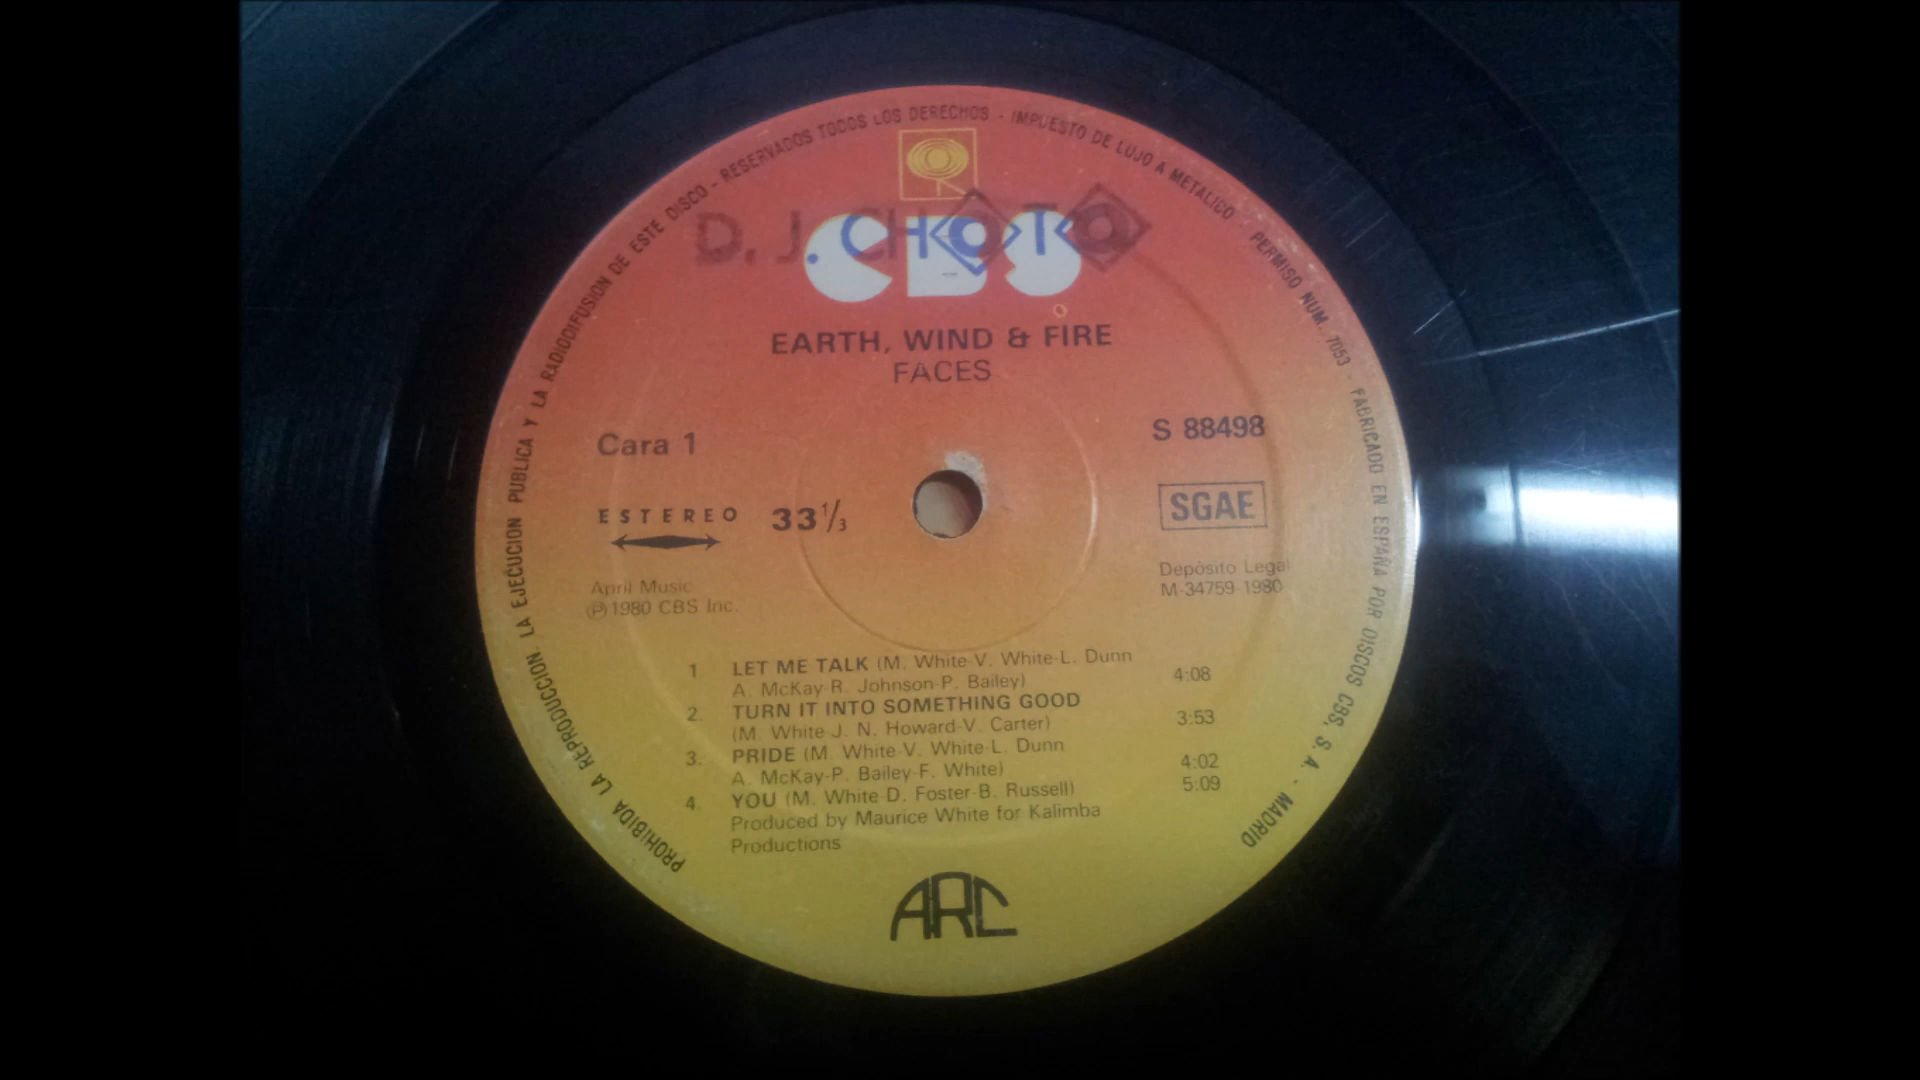 PROHIBIDA LA REPRODUCCION. LA EJECUCION PUBLICA Y LA RADIODIFUSION DE ESTE DISCO - RESERVADOS TODOS LOS DERECHOS - IMPUESTO DE LUJO A METALICO - PERMISO NUM. 7053 - FABRICADO EN ESPAÑA POR DISCOS CBS, S. A. - MADRID
D. J. CHOTO
CBS
EARTH, WIND & FIRE
FACES
Cara 1
S 88498
ESTEREO 33 1/3
SGAE
April Music
Ⓟ 1980 CBS Inc.
Depósito Legal
M-34759-1980
1. LET ME TALK (M. White-V. White-L. Dunn
A. McKay-R. Johnson-P. Bailey) 4:08
2. TURN IT INTO SOMETHING GOOD
(M. White-J. N. Howard-V. Carter) 3:53
3. PRIDE (M. White-V. White-L. Dunn
A. McKay-P. Bailey-F. White) 4:02
4. YOU (M. White-D. Foster-B. Russell) 5:09
Produced by Maurice White for Kalimba
Productions
ARC